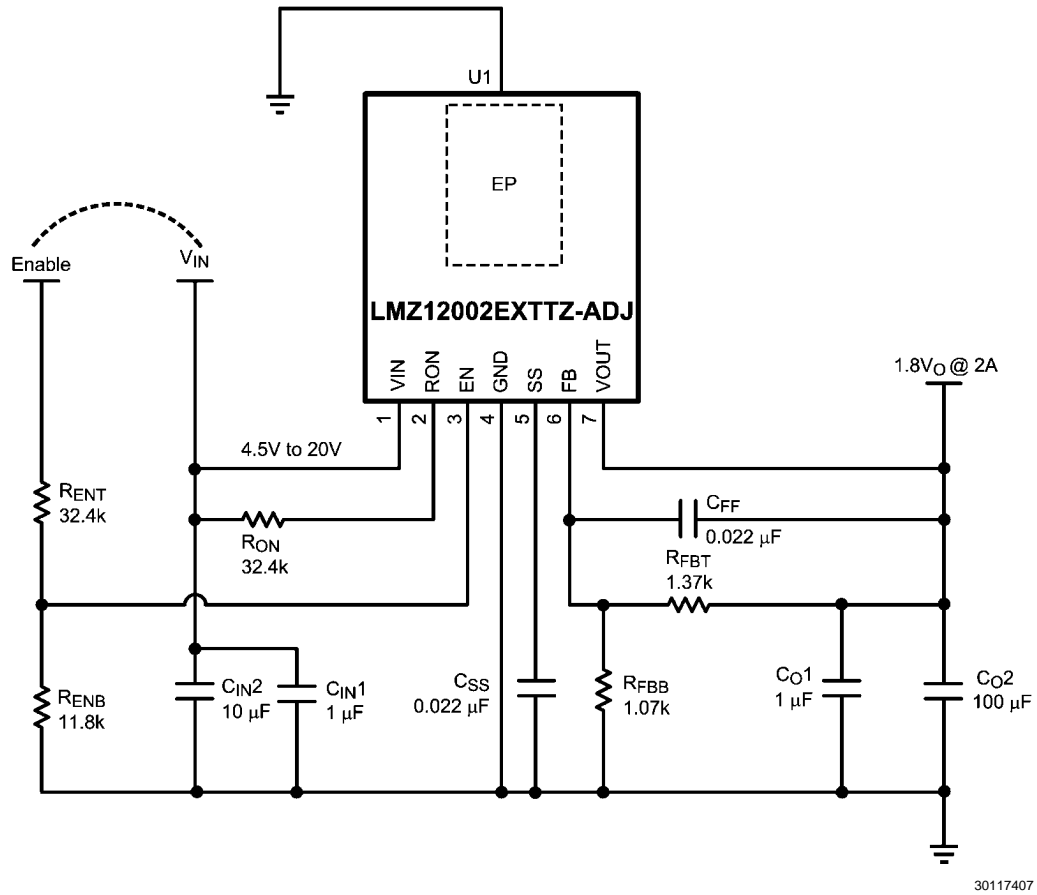 U1
EP
Enable
VIN
LMZ12002EXTTZ-ADJ
VIN
RON
EN
GND
SS
FB
VOUT
1
2
3
4
5
6
7
1.8VO @ 2A
4.5V to 20V
RENT
32.4k
RON
32.4k
CFF
0.022 µF
RFBT
1.37k
RENB
11.8k
CIN2
10 µF
CIN1
1 µF
CSS
0.022 µF
RFBB
1.07k
CO1
1 µF
CO2
100 µF
30117407